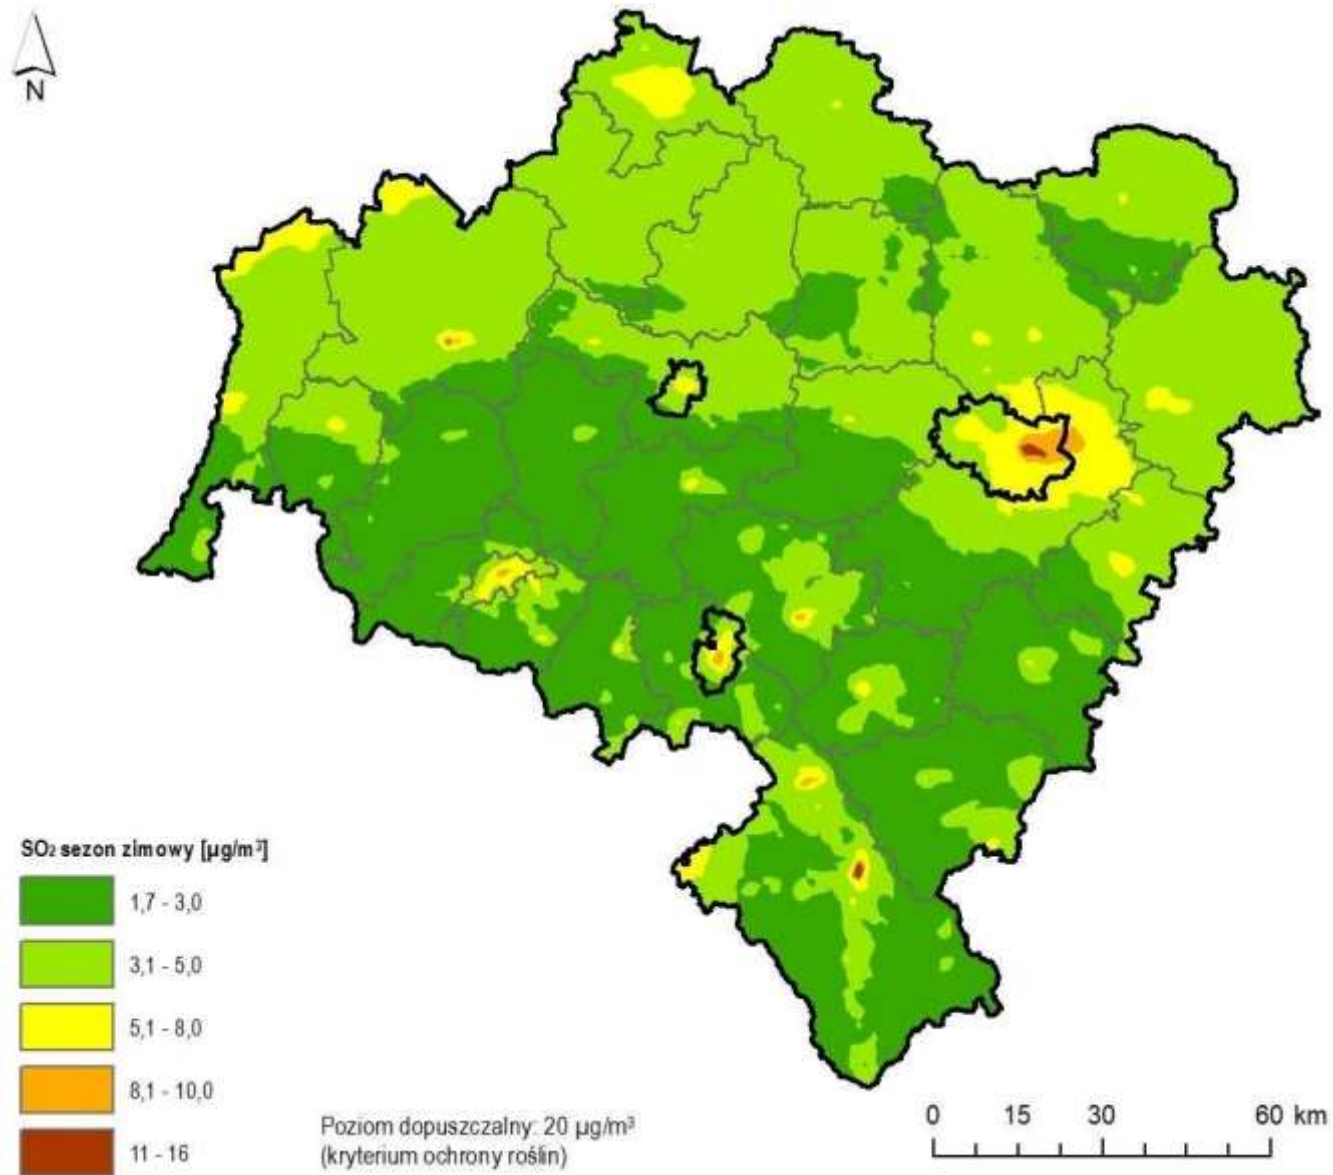 N
SO₂ sezon zimowy [µg/m³]
1,7 - 3,0
3,1 - 5,0
5,1 - 8,0
8,1 - 10,0
11 - 16
Poziom dopuszczalny: 20 µg/m³
(kryterium ochrony roślin)
0 15 30 60 km